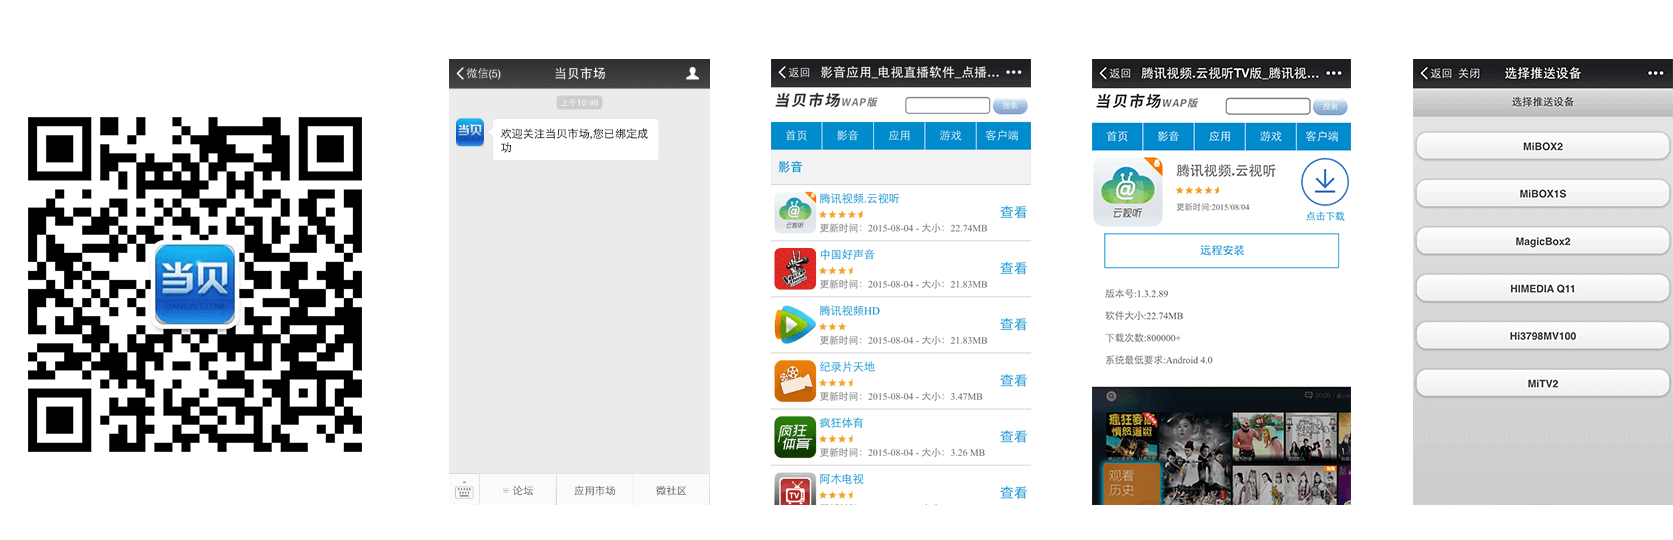 当贝
DANGBEI.COM
微信(5)
当贝市场
上午10:46
当贝
欢迎关注当贝市场,您已绑定成
功
论坛
应用市场
微社区
返回
影音应用_电视直播软件_点播...
当贝市场WAP版
搜索
首页
影音
应用
游戏
客户端
影音
云视听
腾讯视频.云视听
更新时间：2015-08-04 - 大小：22.74MB
查看
中国好声音
更新时间：2015-08-04 - 大小：21.83MB
查看
腾讯视频HD
更新时间：2015-08-04 - 大小：21.83MB
查看
纪录片天地
更新时间：2015-08-04 - 大小：3.47MB
查看
疯狂
体育
疯狂体育
更新时间：2015-08-04 - 大小：3.26 MB
查看
TV
阿木电视
查看
返回
腾讯视频.云视听TV版_腾讯视...
当贝市场WAP版
搜索
首页
影音
应用
游戏
客户端
云视听
腾讯视频.云视听
更新时间:2015/08/04
点击下载
远程安装
版本号:1.3.2.89
软件大小:22.74MB
下载次数:800000+
系统最低要求:Android 4.0
20:05
观看
历史
返回 关闭
选择推送设备
选择推送设备
MiBOX2
MiBOX1S
MagicBox2
HIMEDIA Q11
Hi3798MV100
MiTV2